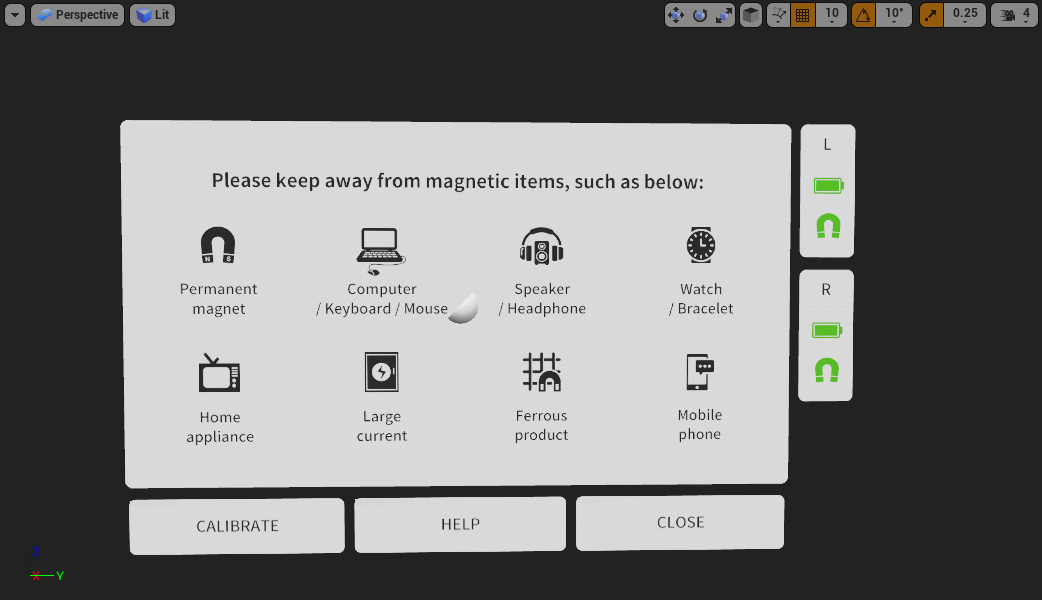 Perspective
Lit
10
10°
0.25
4
Please keep away from magnetic items, such as below:
L
N S
Permanent
magnet
Computer
/ Keyboard / Mouse
Speaker
/ Headphone
Watch
/ Bracelet
R
Home
appliance
Large
current
Ferrous
product
Mobile
phone
CALIBRATE
HELP
CLOSE
Z
X
Y